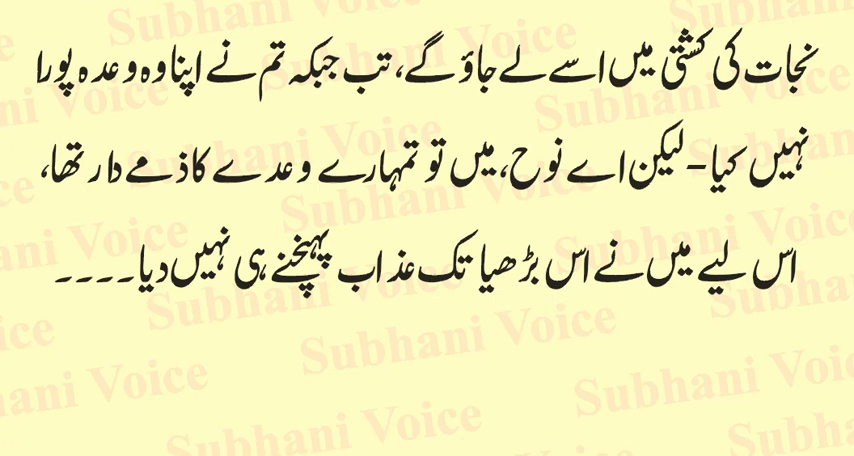 نجات کی کشتی میں اسے لے جاؤ گے، تب جبکہ تم نے اپنا وہ وعدہ پورا
نہیں کیا۔ لیکن اے نوح، میں تو تمہارے وعدے کا ذمے دار تھا،
اس لیے میں نے اس بڑھیا تک عذاب پہنچنے ہی نہیں دیا۔۔۔۔
Subhani Voice